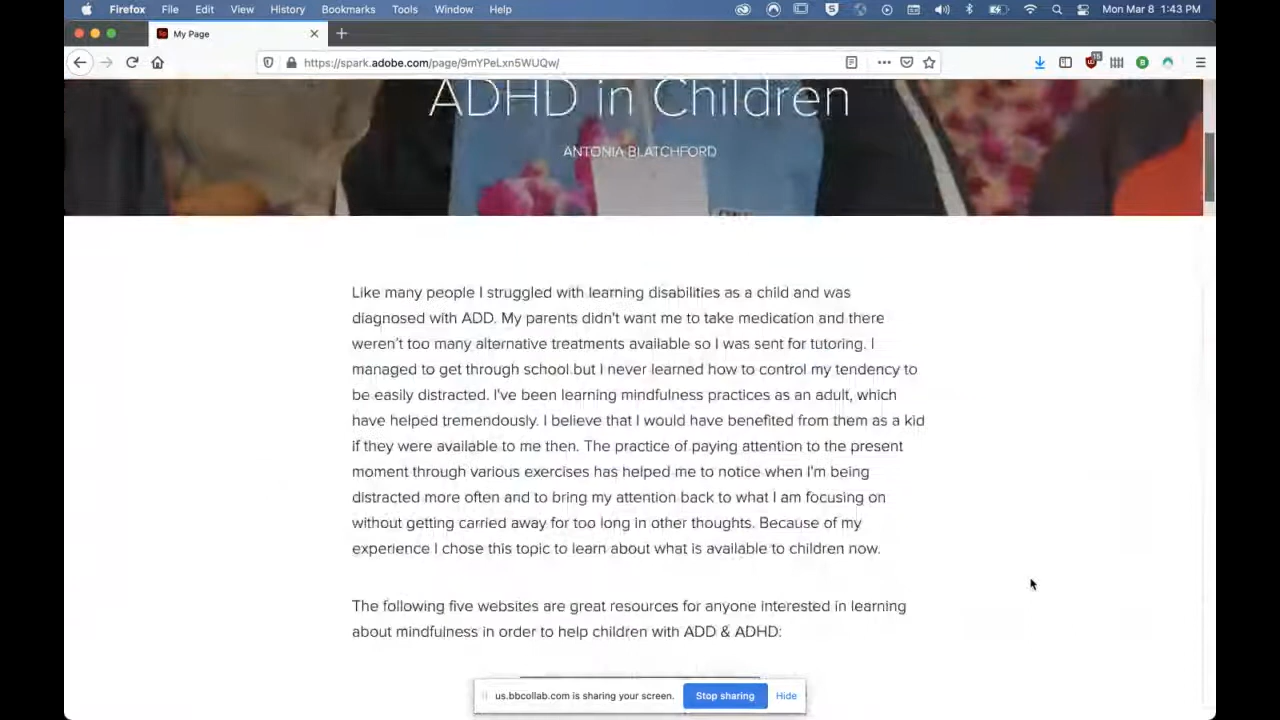 Firefox File Edit View History Bookmarks Tools Window Help Mon Mar 8 1:43 PM
My Page
https://spark.adobe.com/page/9mYPeLxn5WUQw/
15
ADHD in Children
ANTONIA BLATCHFORD
Like many people I struggled with learning disabilities as a child and was
diagnosed with ADD. My parents didn't want me to take medication and there
weren't too many alternative treatments available so I was sent for tutoring. I
managed to get through school but I never learned how to control my tendency to
be easily distracted. I've been learning mindfulness practices as an adult, which
have helped tremendously. I believe that I would have benefited from them as a kid
if they were available to me then. The practice of paying attention to the present
moment through various exercises has helped me to notice when I'm being
distracted more often and to bring my attention back to what I am focusing on
without getting carried away for too long in other thoughts. Because of my
experience I chose this topic to learn about what is available to children now.
The following five websites are great resources for anyone interested in learning
about mindfulness in order to help children with ADD & ADHD:
us.bbcollab.com is sharing your screen. Stop sharing Hide